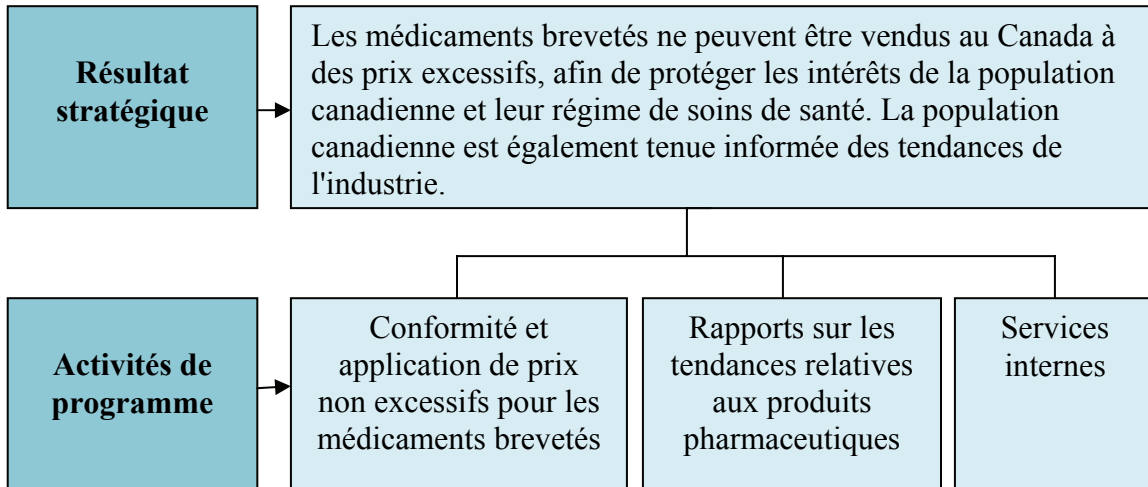 Résultat
stratégique
Les médicaments brevetés ne peuvent être vendus au Canada à
des prix excessifs, afin de protéger les intérêts de la population
canadienne et leur régime de soins de santé. La population
canadienne est également tenue informée des tendances de
l'industrie.
Activités de
programme
Conformité et
application de prix
non excessifs pour les
médicaments brevetés
Rapports sur les
tendances relatives
aux produits
pharmaceutiques
Services
internes